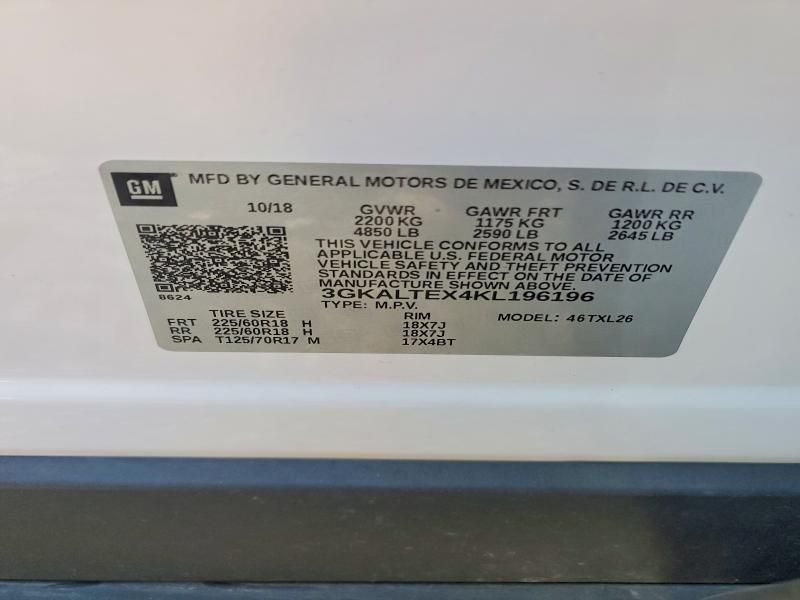 GM MFD BY GENERAL MOTORS DE MEXICO, S. DE R.L. DE C.V.
10/18 GVWR GAWR FRT GAWR RR
2200 KG 1175 KG 1200 KG
4850 LB 2590 LB 2645 LB
THIS VEHICLE CONFORMS TO ALL
APPLICABLE U.S. FEDERAL MOTOR
VEHICLE SAFETY AND THEFT PREVENTION
STANDARDS IN EFFECT ON THE DATE OF
MANUFACTURE SHOWN ABOVE.
8624 3GKALTEX4KL196196
TYPE: M.P.V. MODEL: 46TXL26
TIRE SIZE RIM
FRT 225/60R18 H 18X7J
RR 225/60R18 H 18X7J
SPA T125/70R17 M 17X4BT